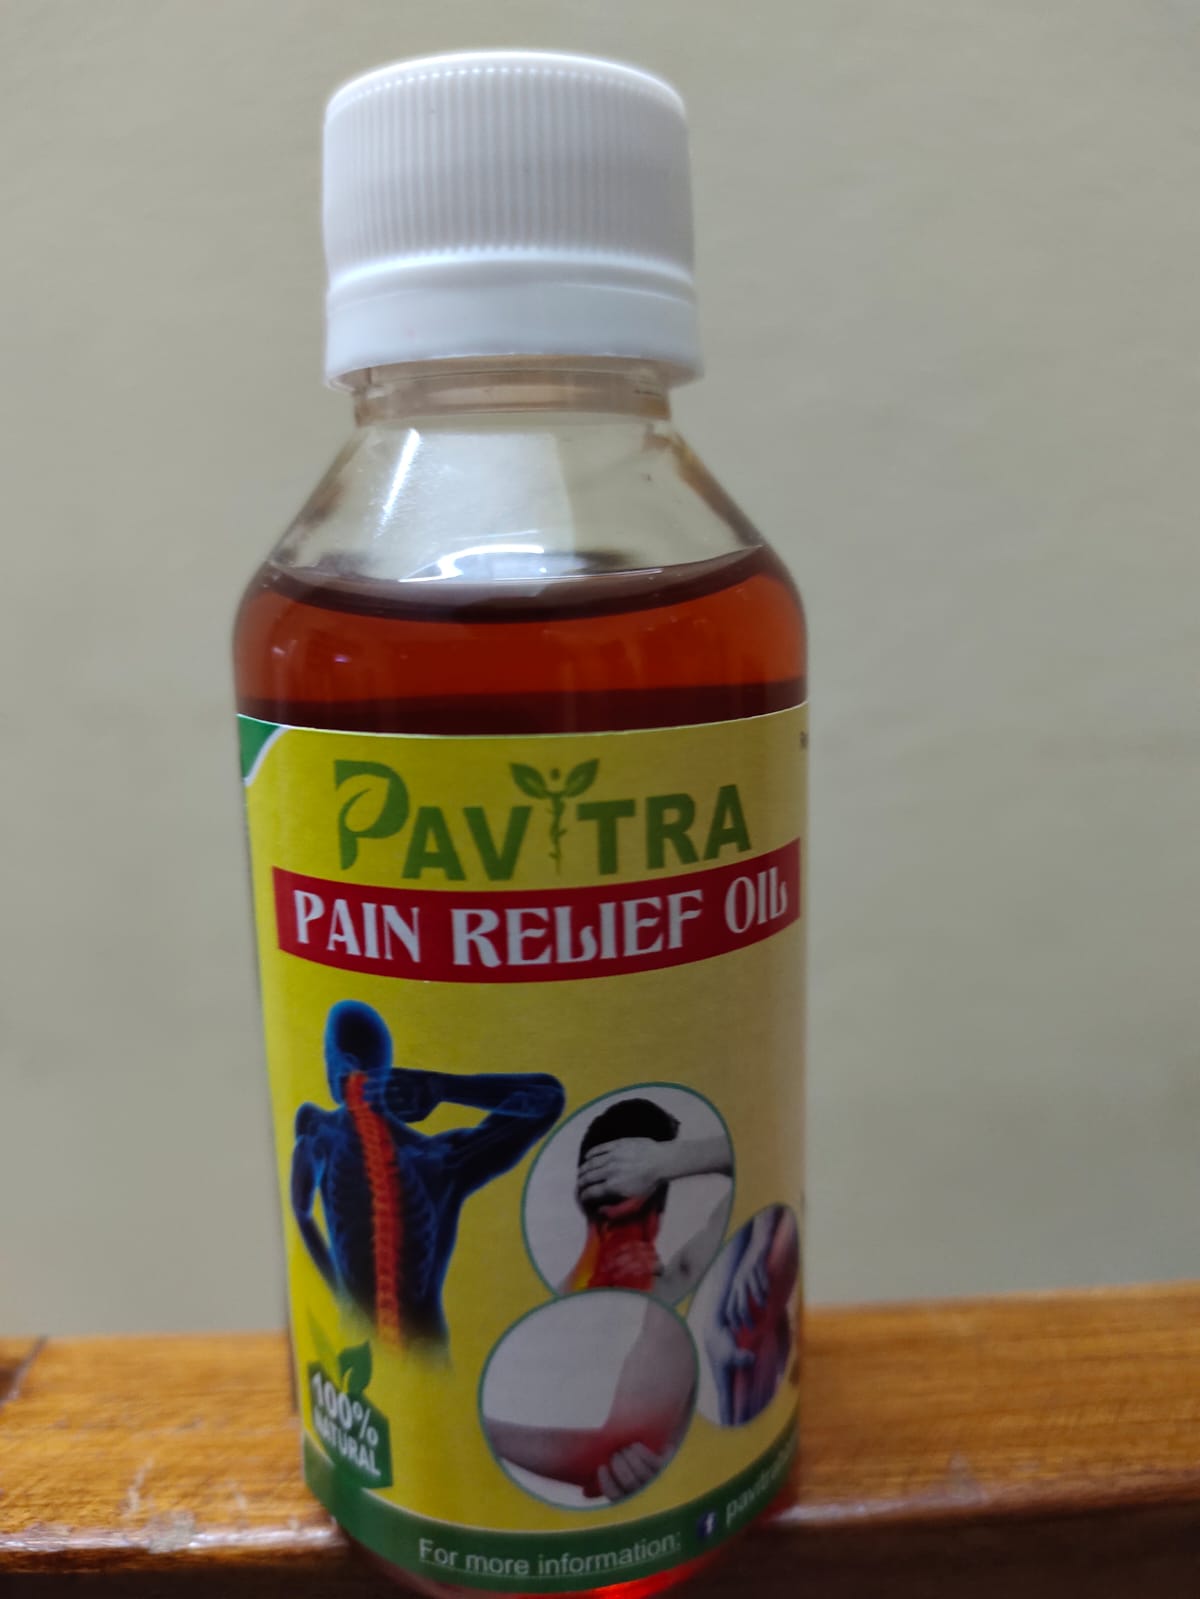 PAVITRA
PAIN RELIEF OIL
100%
NATURAL
For more information: